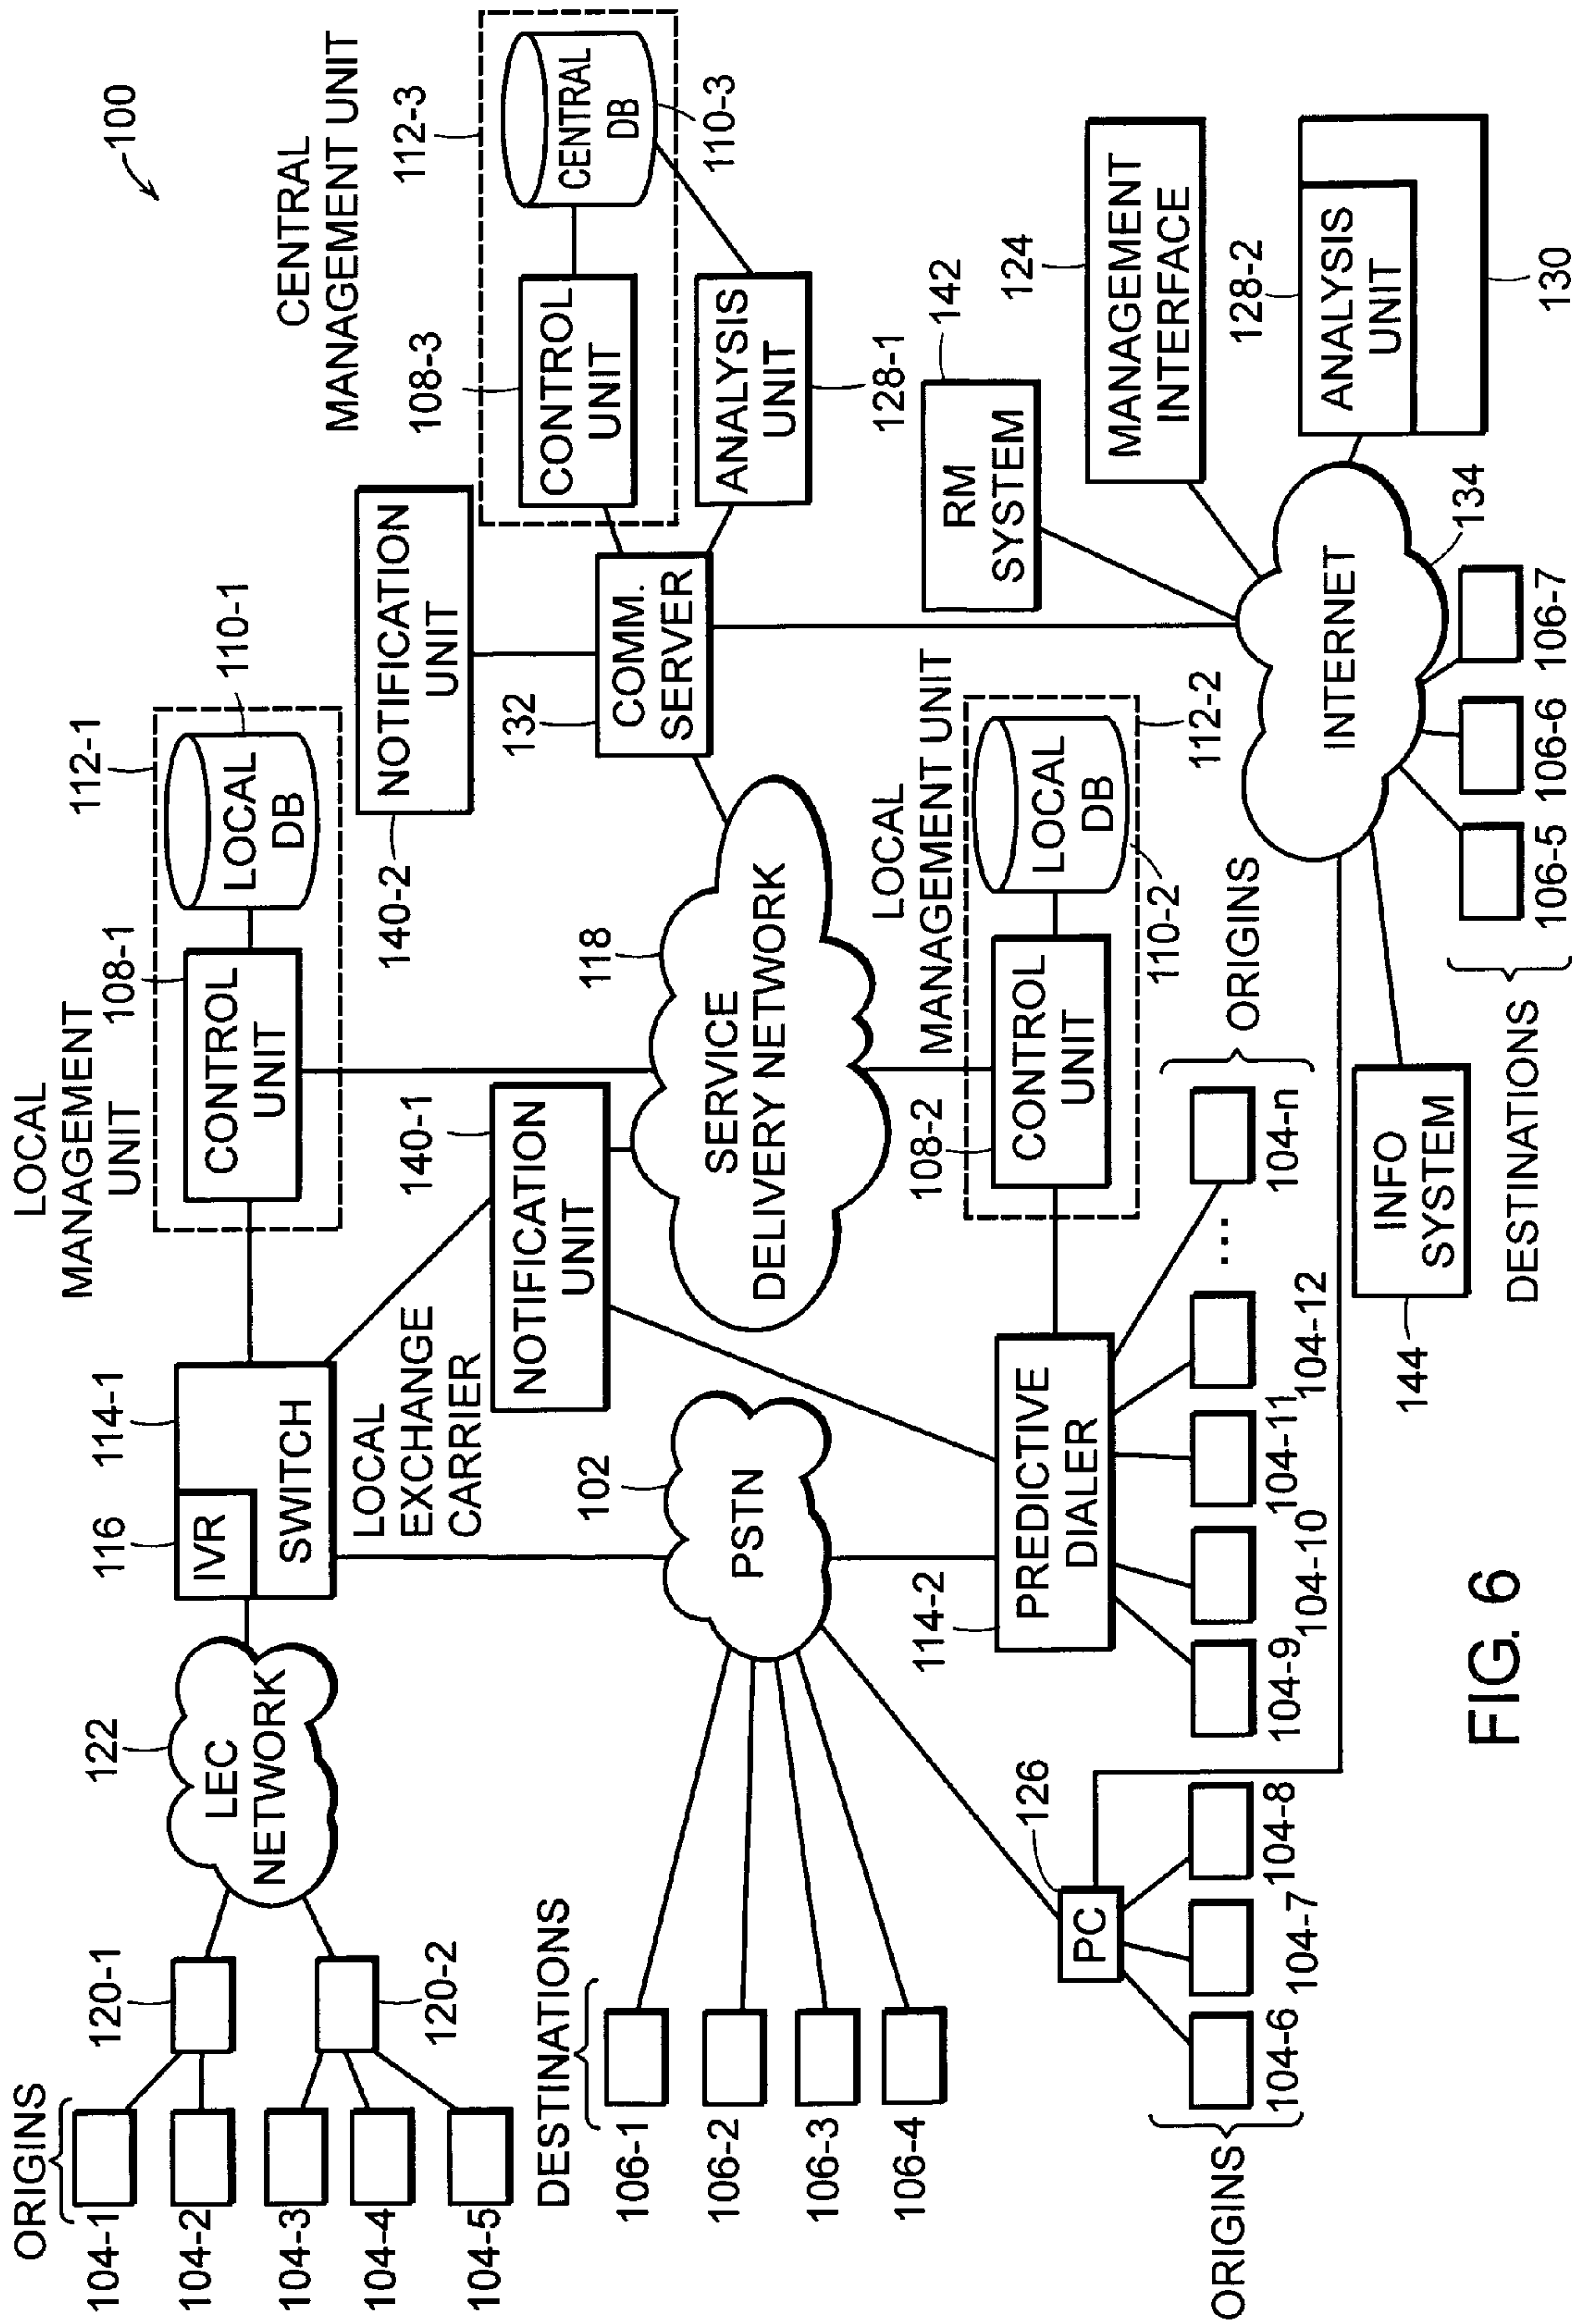 100
CENTRAL
MANAGEMENT UNIT
112-3
CENTRAL
DB
110-3
108-3
CONTROL
UNIT
ANALYSIS
UNIT
128-1
NOTIFICATION
UNIT
140-2
132
COMM.
SERVER
LOCAL
MANAGEMENT
UNIT
112-1
110-1
LOCAL
DB
108-1
CONTROL
UNIT
114-1
116
IVR
SWITCH
LOCAL
EXCHANGE
CARRIER
122
LEC
NETWORK
120-1
120-2
ORIGINS
104-1
104-2
104-3
104-4
104-5
140-1
NOTIFICATION
UNIT
118
SERVICE
DELIVERY NETWORK
102
PSTN
DESTINATIONS
106-1
106-2
106-3
106-4
LOCAL
MANAGEMENT UNIT
112-2
LOCAL
DB
110-2
108-2
CONTROL
UNIT
114-2
PREDICTIVE
DIALER
126
PC
ORIGINS
104-6
104-7
104-8
104-9
104-10
104-11
104-12
...
104-n
ORIGINS
142
RM
SYSTEM
124
MANAGEMENT
INTERFACE
128-2
ANALYSIS
UNIT
130
INTERNET
134
106-5
106-6
106-7
DESTINATIONS
INFO
SYSTEM
144
FIG. 6